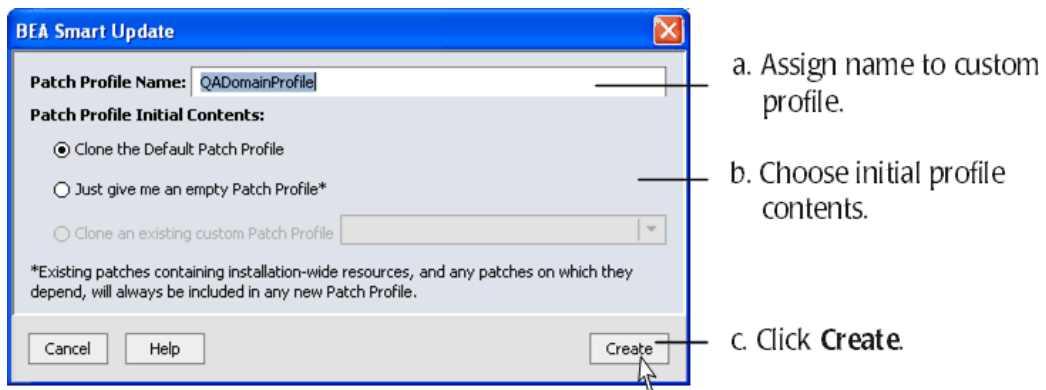 BEA Smart Update
Patch Profile Name: QADomainProfile
a. Assign name to custom
profile.
Patch Profile Initial Contents:
Clone the Default Patch Profile
Just give me an empty Patch Profile*
b. Choose initial profile
contents.
Clone an existing custom Patch Profile
*Existing patches containing installation-wide resources, and any patches on which they
depend, will always be included in any new Patch Profile.
Cancel Help Create
c. Click Create.